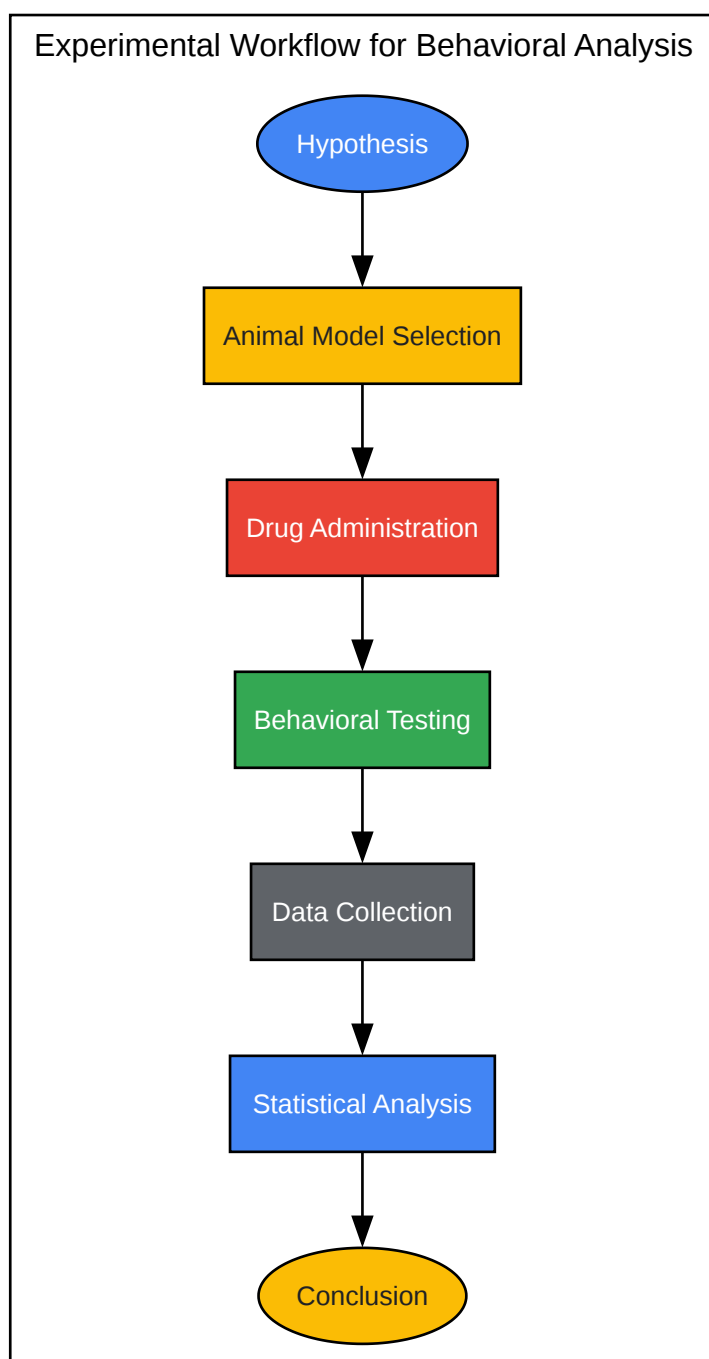 Experimental Workflow for Behavioral Analysis
Hypothesis
Animal Model Selection
Drug Administration
Behavioral Testing
Data Collection
Statistical Analysis
Conclusion